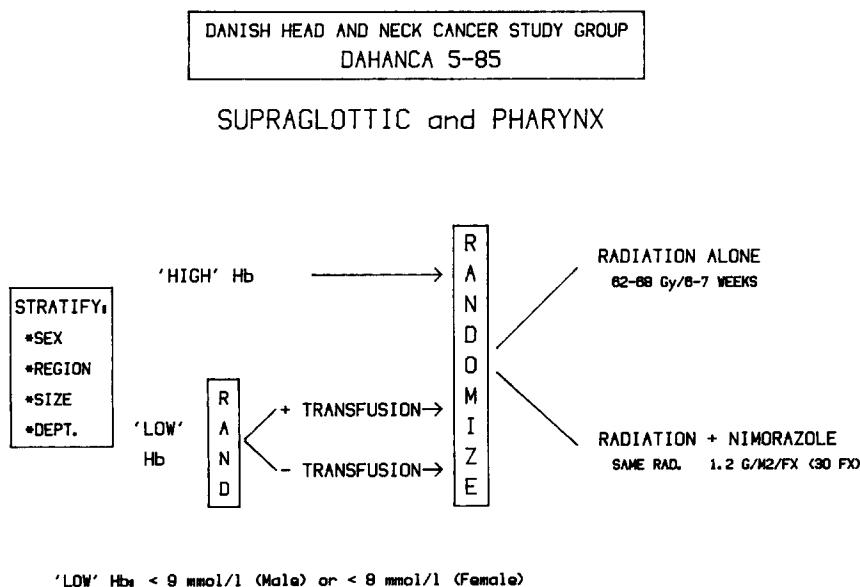 DANISH HEAD AND NECK CANCER STUDY GROUP
DAHANCA 5-85
SUPRAGLOTTIC and PHARYNX
'HIGH' Hb
STRATIFY:
*SEX
*REGION
*SIZE
*DEPT.
'LOW'
Hb
RAND
+ TRANSFUSION
- TRANSFUSION
RANDOMIZE
RADIATION ALONE
62-68 Gy/6-7 WEEKS
RADIATION + NIMORAZOLE
SAME RAD. 1.2 G/M2/FX (30 FX)
'LOW' Hb: < 9 mmol/l (Male) or < 8 mmol/l (Female)